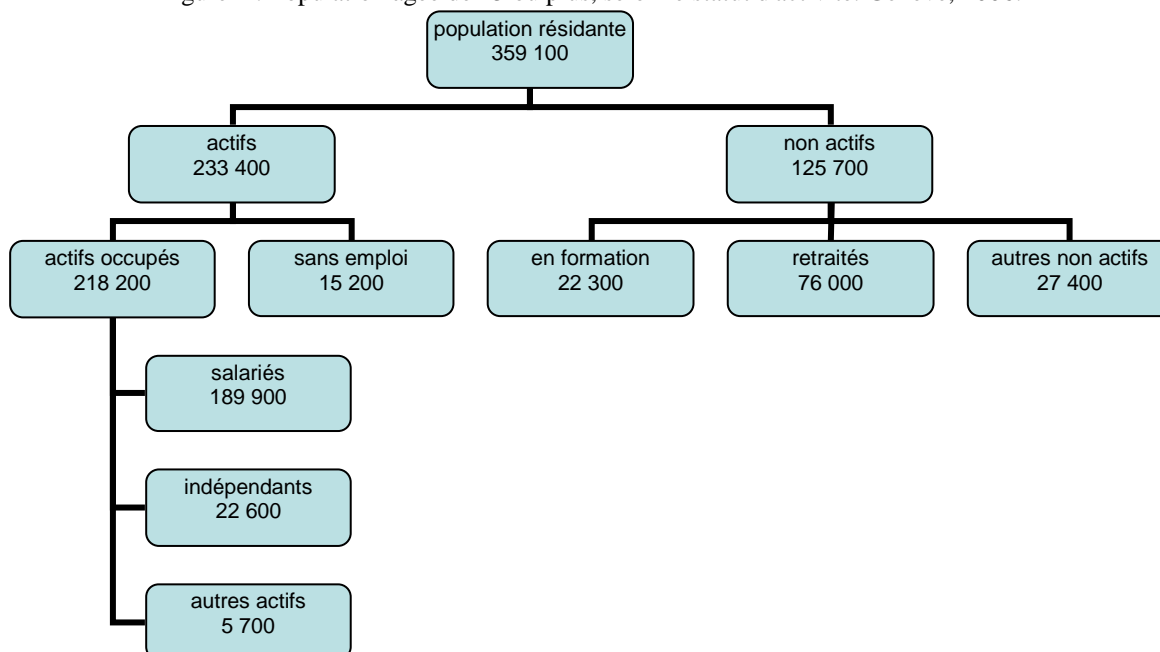 population résidante
359 100
actifs
233 400
non actifs
125 700
actifs occupés
218 200
sans emploi
15 200
en formation
22 300
retraités
76 000
autres non actifs
27 400
salariés
189 900
indépendants
22 600
autres actifs
5 700